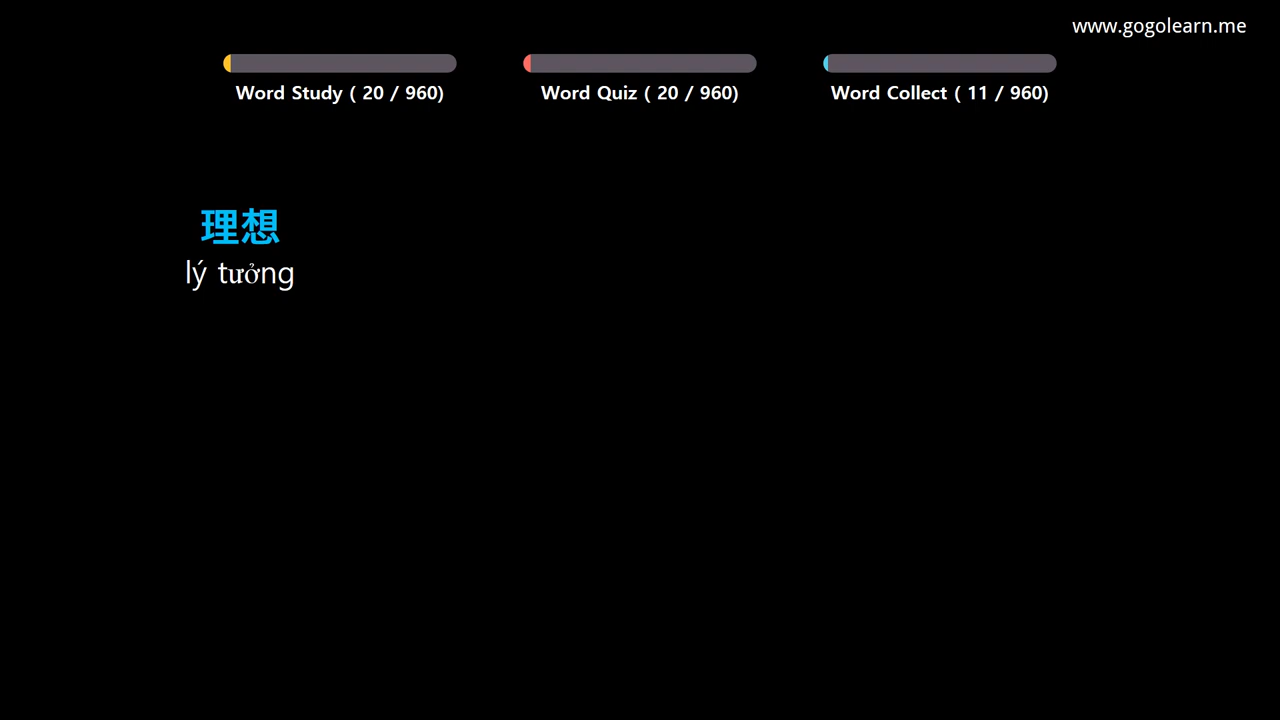 www.gogolearn.me
Word Study ( 20 / 960)
Word Quiz ( 20 / 960)
Word Collect ( 11 / 960)
理想
lý tưởng